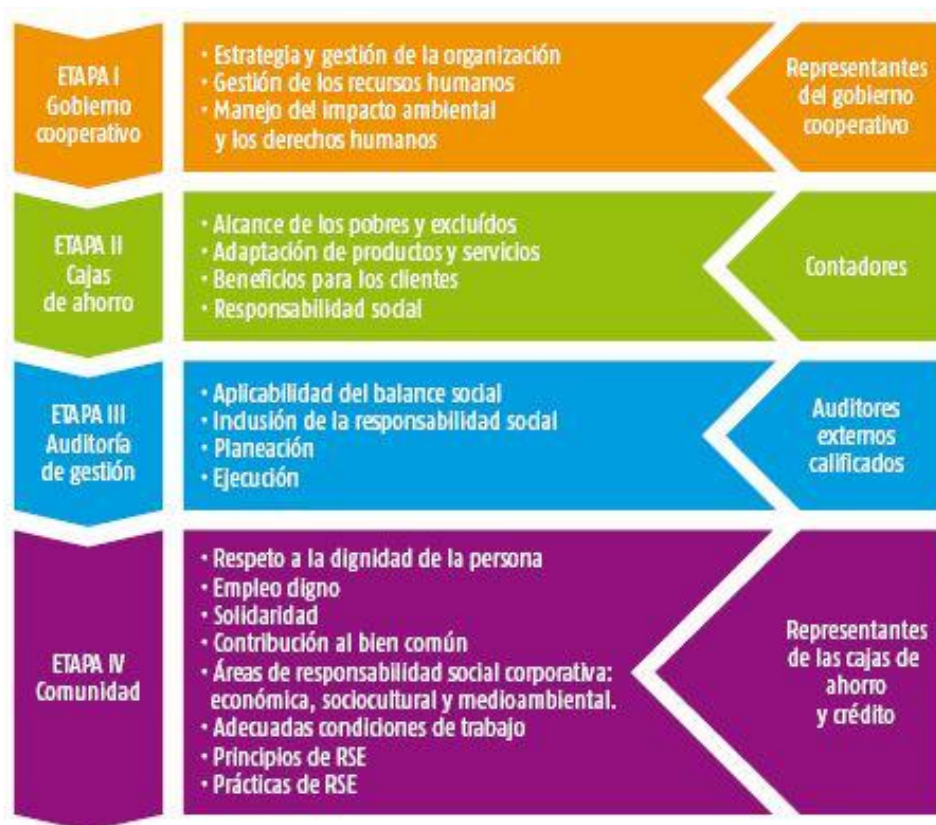 ETAPA I
Gobierno
cooperativo
• Estrategia y gestión de la organización
• Gestión de los recursos humanos
• Manejo del impacto ambiental
y los derechos humanos
Representantes
del gobierno
cooperativo
ETAPA II
Cajas
de ahorro
• Alcance de los pobres y excluídos
• Adaptación de productos y servicios
• Beneficios para los clientes
• Responsabilidad social
Contadores
ETAPA III
Auditoría
de gestión
• Aplicabilidad del balance social
• Inclusión de la responsabilidad social
• Planeación
• Ejecución
Auditores
externos
calificados
ETAPA IV
Comunidad
• Respeto a la dignidad de la persona
• Empleo digno
• Solidaridad
• Contribución al bien común
• Áreas de responsabilidad social corporativa:
económica, sociocultural y medioambiental.
• Adecuadas condiciones de trabajo
• Principios de RSE
• Prácticas de RSE
Representantes
de las cajas de
ahorro
y crédito